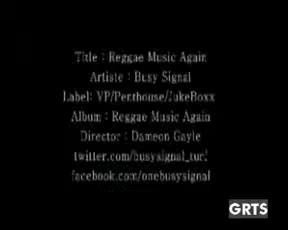 Title : Reggae Music Again
Artiste : Busy Signal
Label: VP/Penthouse/JukeBoxx
Album : Reggae Music Again
Director : Dameon Gayle
twitter.com/busysignal_turf
facebook.com/onebusysignal
GRTS